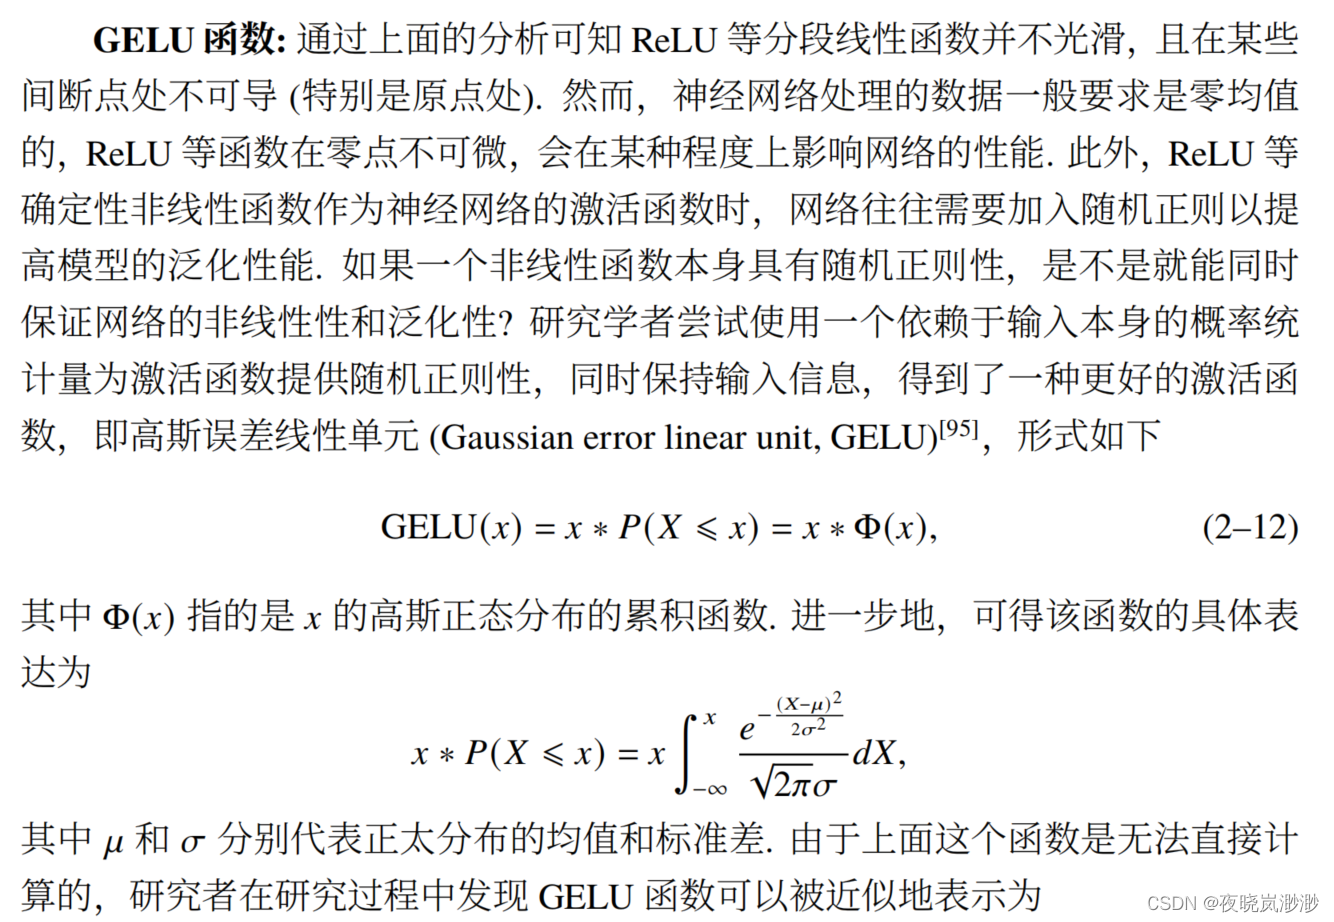 GELU 函数: 通过上面的分析可知 ReLU 等分段线性函数并不光滑，且在某些
间断点处不可导 (特别是原点处). 然而，神经网络处理的数据一般要求是零均值
的，ReLU 等函数在零点不可微，会在某种程度上影响网络的性能. 此外，ReLU 等
确定性非线性函数作为神经网络的激活函数时，网络往往需要加入随机正则以提
高模型的泛化性能. 如果一个非线性函数本身具有随机正则性，是不是就能同时
保证网络的非线性性和泛化性? 研究学者尝试使用一个依赖于输入本身的概率统
计量为激活函数提供随机正则性，同时保持输入信息，得到了一种更好的激活函
数，即高斯误差线性单元 (Gaussian error linear unit, GELU)[95]，形式如下
GELU(x) = x ∗ P(X ⩽ x) = x ∗ Φ(x), (2–12)
其中 Φ(x) 指的是 x 的高斯正态分布的累积函数. 进一步地，可得该函数的具体表
达为
x ∗ P(X ⩽ x) = x ∫_{−∞}^{x} \frac{e^{−\frac{(X−μ)^2}{2σ^2}}}{\sqrt{2π}σ} dX,
其中 μ 和 σ 分别代表正太分布的均值和标准差. 由于上面这个函数是无法直接计
算的，研究者在研究过程中发现 GELU 函数可以被近似地表示为
CSDN @夜晓岚渺渺